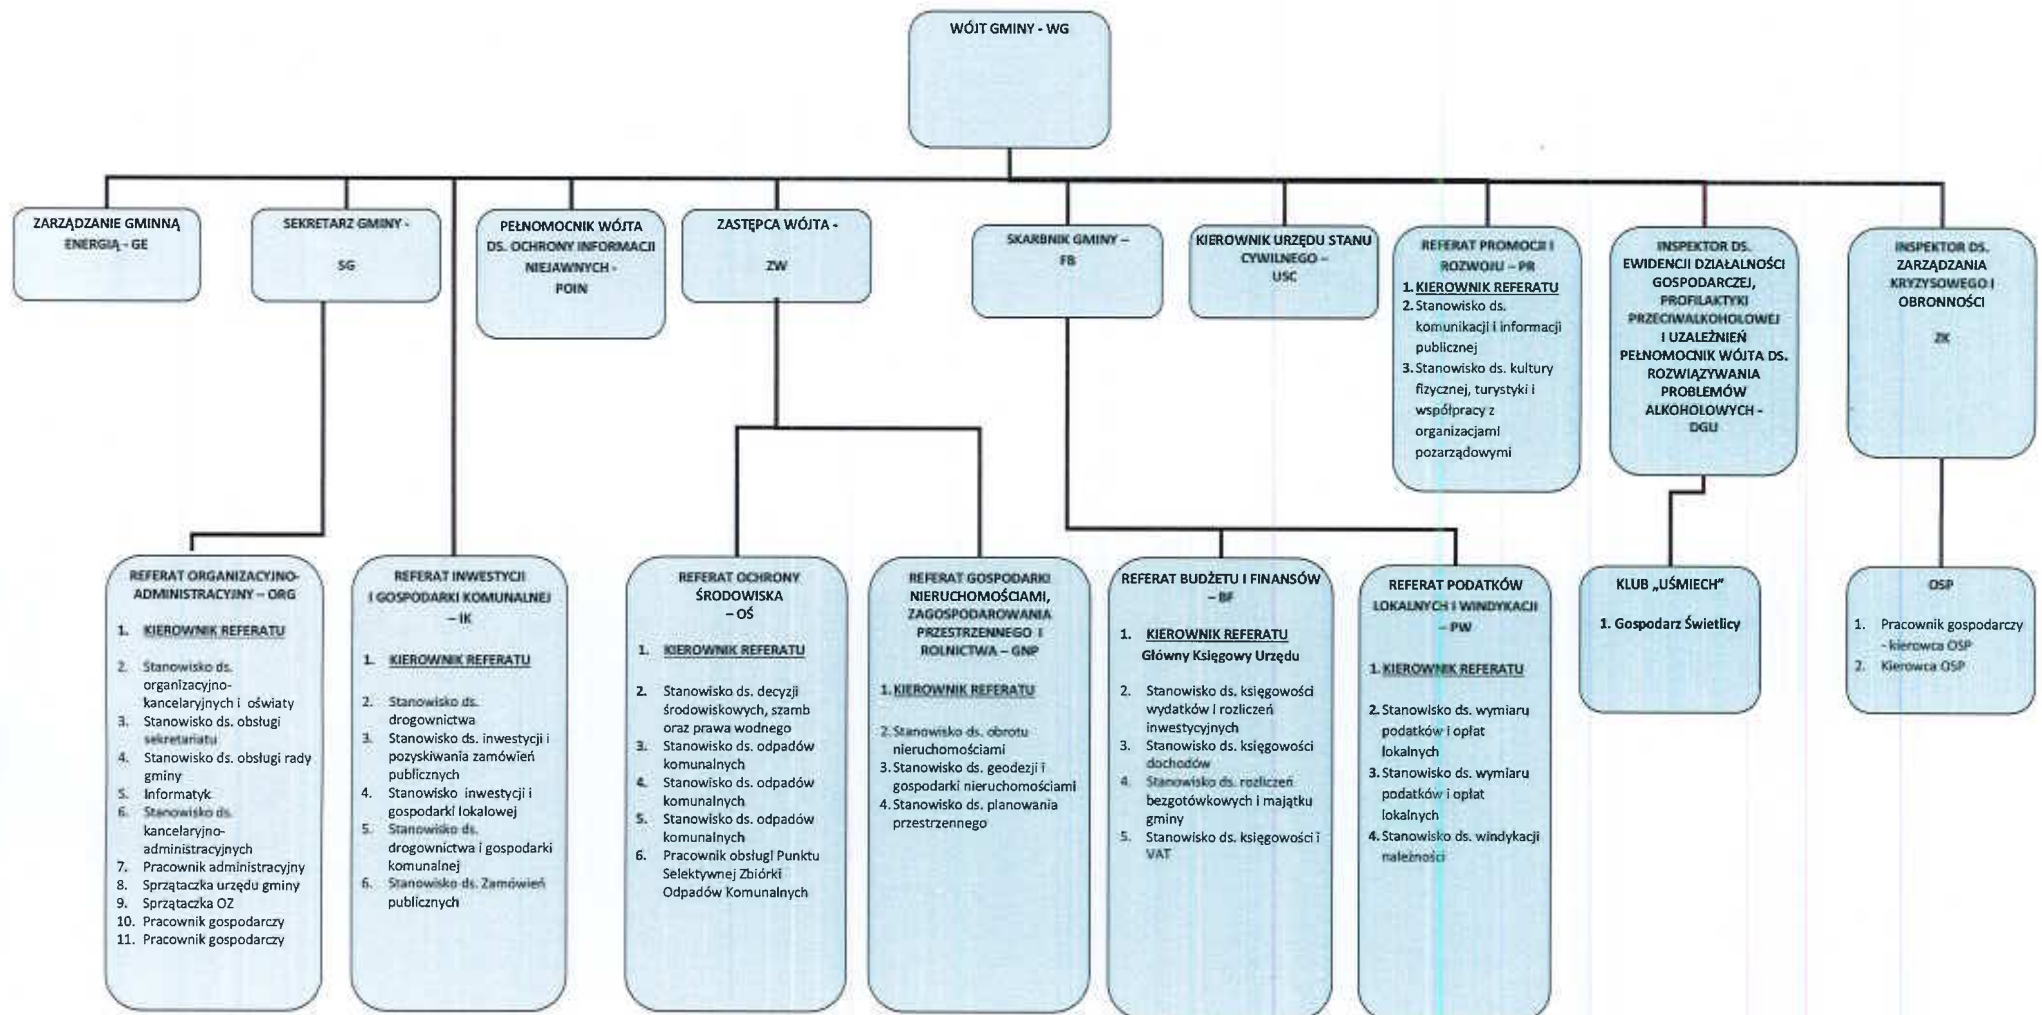 WÓJT GMINY - WG
ZARZĄDZANIE GMINNĄ
ENERGIĄ - GE
SEKRETARZ GMINY -
SG
PEŁNOMOCNIK WÓJTA
DS. OCHRONY INFORMACJI
NIEJAWNYCH -
POIN
ZASTĘPCA WÓJTA -
ZW
SKARBNIK GMINY –
FB
KIEROWNIK URZĘDU STANU
CYWILNEGO –
USC
REFERAT PROMOCJI I
ROZWOJU – PR
1. KIEROWNIK REFERATU
2. Stanowisko ds.
komunikacji i informacji
publicznej
3. Stanowisko ds. kultury
fizycznej, turystyki i
współpracy z
organizacjami
pozarządowymi
INSPEKTOR DS.
EWIDENCJI DZIAŁALNOŚCI
GOSPODARCZEJ,
PROFILAKTYKI
PRZECIWALKOHOLOWEJ
I UZALEŻNIEŃ
PEŁNOMOCNIK WÓJTA DS.
ROZWIĄZYWANIA
PROBLEMÓW
ALKOHOLOWYCH -
DGU
INSPEKTOR DS.
ZARZĄDZANIA
KRYZYSOWEGO I
OBRONNOŚCI
ZK
REFERAT ORGANIZACYJNO-
ADMINISTRACYJNY – ORG
1. KIEROWNIK REFERATU
2. Stanowisko ds.
organizacyjno-
kancelaryjnych i oświaty
3. Stanowisko ds. obsługi
sekretariatu
4. Stanowisko ds. obsługi rady
gminy
5. Informatyk
6. Stanowisko ds.
kancelaryjno-
administracyjnych
7. Pracownik administracyjny
8. Sprzątaczka urzędu gminy
9. Sprzątaczka OZ
10. Pracownik gospodarczy
11. Pracownik gospodarczy
REFERAT INWESTYCJI
I GOSPODARKI KOMUNALNEJ
– IK
1. KIEROWNIK REFERATU
2. Stanowisko ds.
drogownictwa
3. Stanowisko ds. inwestycji i
pozyskiwania zamówień
publicznych
4. Stanowisko inwestycji i
gospodarki lokalowej
5. Stanowisko ds.
drogownictwa i gospodarki
komunalnej
6. Stanowisko ds. Zamówień
publicznych
REFERAT OCHRONY
ŚRODOWISKA
– OŚ
1. KIEROWNIK REFERATU
2. Stanowisko ds. decyzji
środowiskowych, szamb
oraz prawa wodnego
3. Stanowisko ds. odpadów
komunalnych
4. Stanowisko ds. odpadów
komunalnych
5. Stanowisko ds. odpadów
komunalnych
6. Pracownik obsługi Punktu
Selektywnej Zbiórki
Odpadów Komunalnych
REFERAT GOSPODARKI
NIERUCHOMOŚCIAMI,
ZAGOSPODAROWANIA
PRZESTRZENNEGO I
ROLNICTWA – GNP
1. KIEROWNIK REFERATU
2. Stanowisko ds. obrotu
nieruchomościami
3. Stanowisko ds. geodezji i
gospodarki nieruchomościami
4. Stanowisko ds. planowania
przestrzennego
REFERAT BUDŻETU I FINANSÓW
– BF
1. KIEROWNIK REFERATU
Główny Księgowy Urzędu
2. Stanowisko ds. księgowości
wydatków i rozliczeń
inwestycyjnych
3. Stanowisko ds. księgowości
dochodów
4. Stanowisko ds. rozliczeń
bezgotówkowych i majątku
gminy
5. Stanowisko ds. księgowości i
VAT
REFERAT PODATKÓW
LOKALNYCH I WINDYKACJI
– PW
1. KIEROWNIK REFERATU
2. Stanowisko ds. wymiaru
podatków i opłat
lokalnych
3. Stanowisko ds. wymiaru
podatków i opłat
lokalnych
4. Stanowisko ds. windykacji
należności
KLUB „UŚMIECH”
1. Gospodarz Świetlicy
OSP
1. Pracownik gospodarczy
- kierowca OSP
2. Kierowca OSP